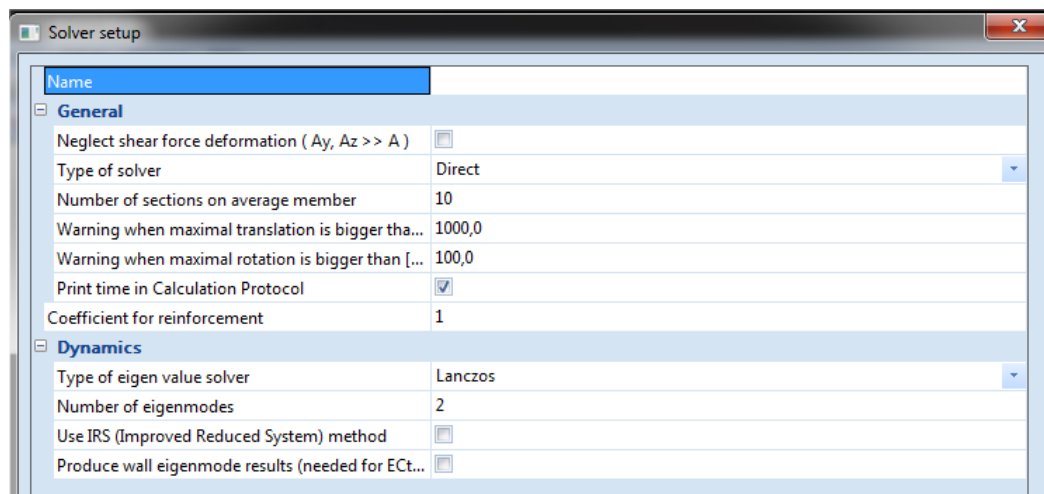 Solver setup
Name
General
Neglect shear force deformation ( Ay, Az >> A )
Type of solver Direct
Number of sections on average member 10
Warning when maximal translation is bigger tha... 1000,0
Warning when maximal rotation is bigger than [... 100,0
Print time in Calculation Protocol
Coefficient for reinforcement 1
Dynamics
Type of eigen value solver Lanczos
Number of eigenmodes 2
Use IRS (Improved Reduced System) method
Produce wall eigenmode results (needed for ECt...